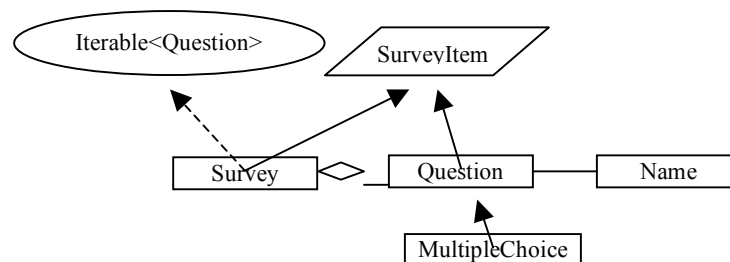 Iterable<Question>
SurveyItem
Survey
Question
Name
MultipleChoice